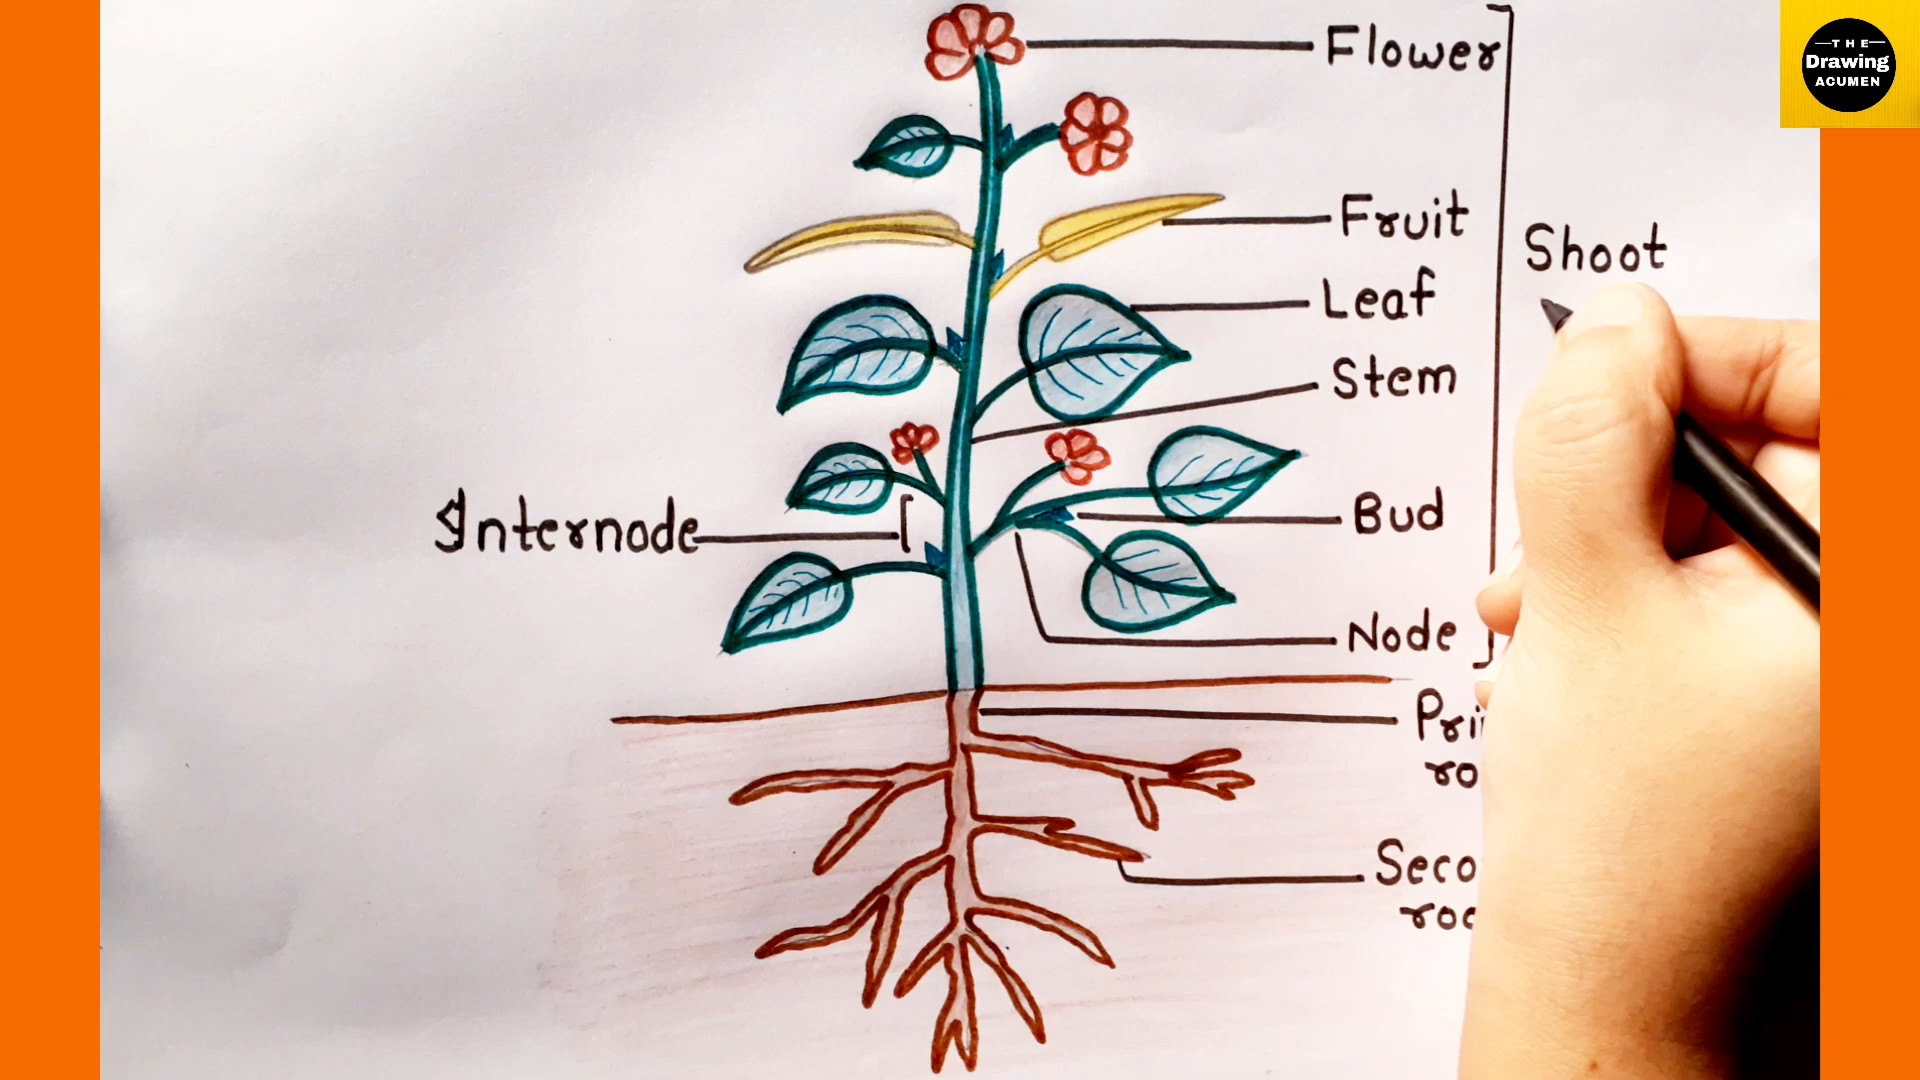 THE
Drawing
ACUMEN
Flower
Fruit
Shoot
Leaf
Stem
Internode
Bud
Node